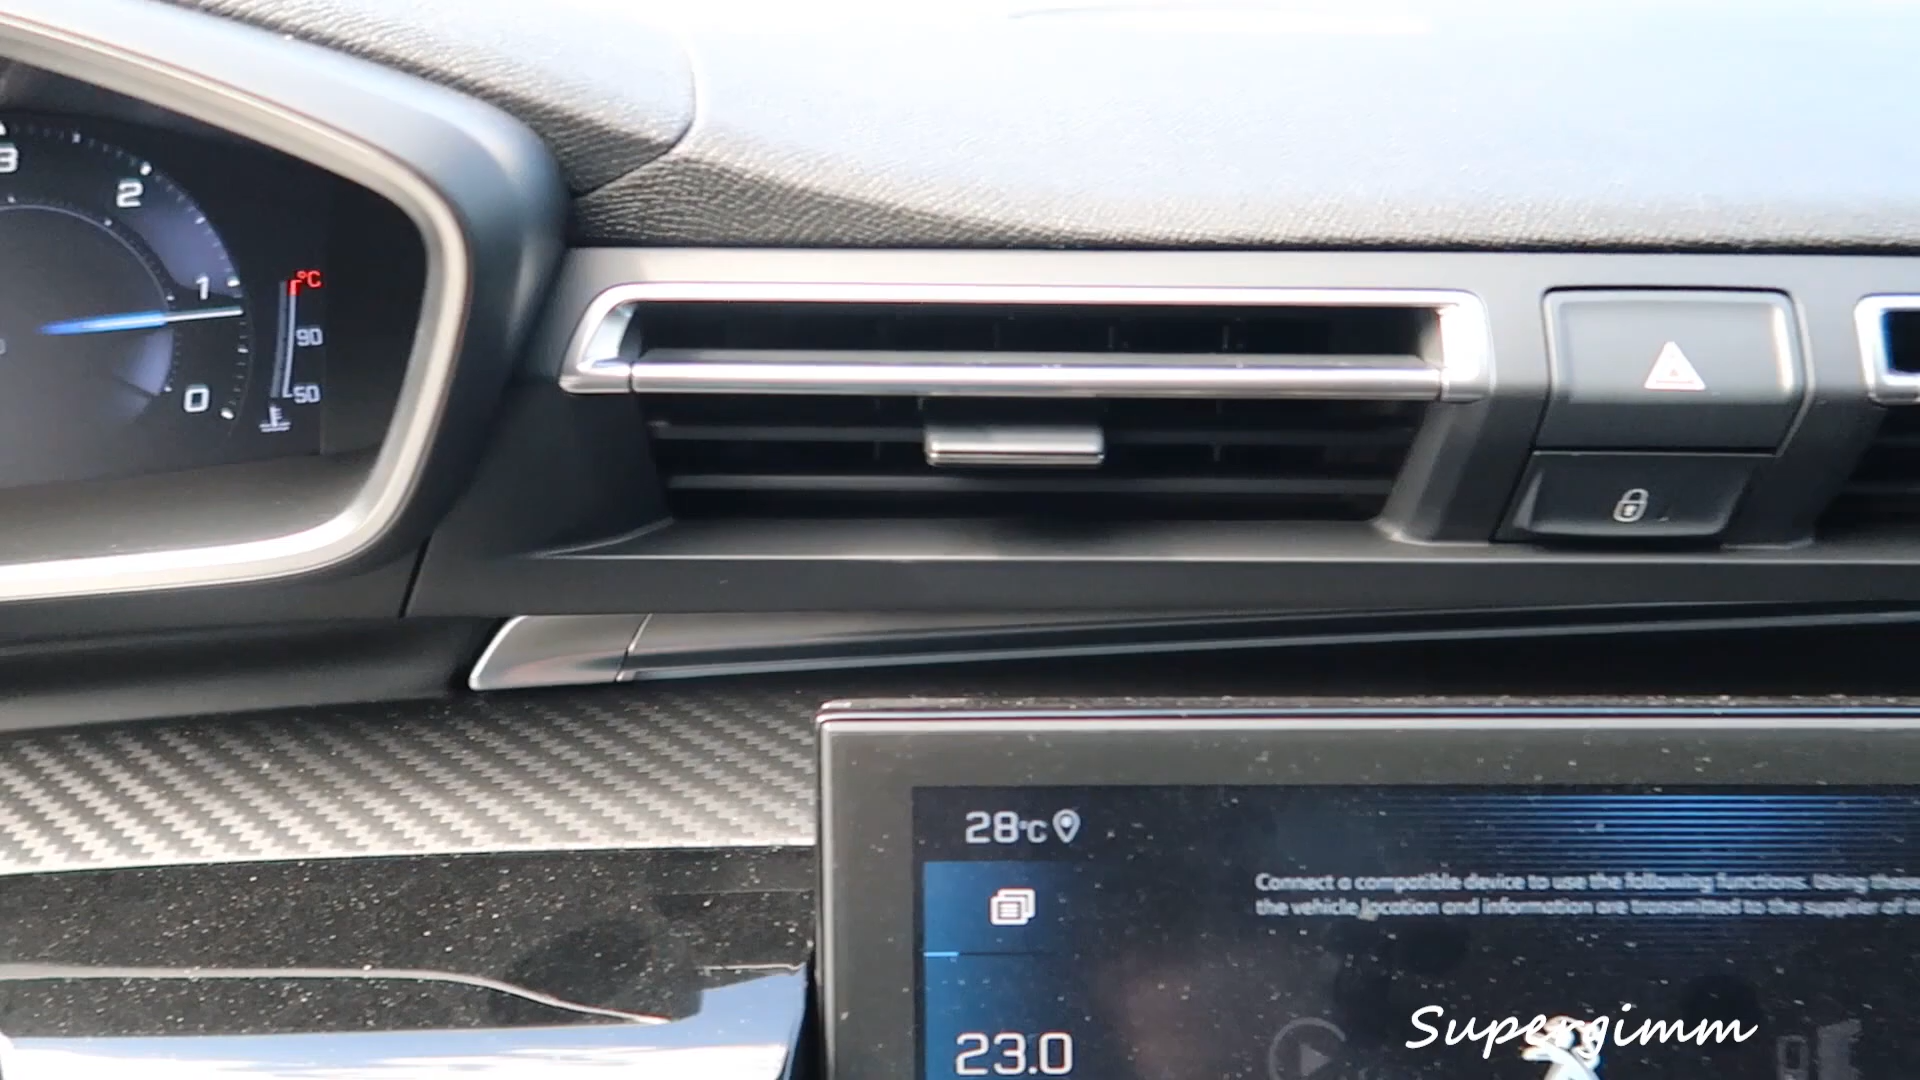 3
2
1
0
°C
90
50
28°C
Connect a compatible device to use the following functions. Using these
the vehicle location and information are transmitted to the supplier of th
23.0
Supergimm